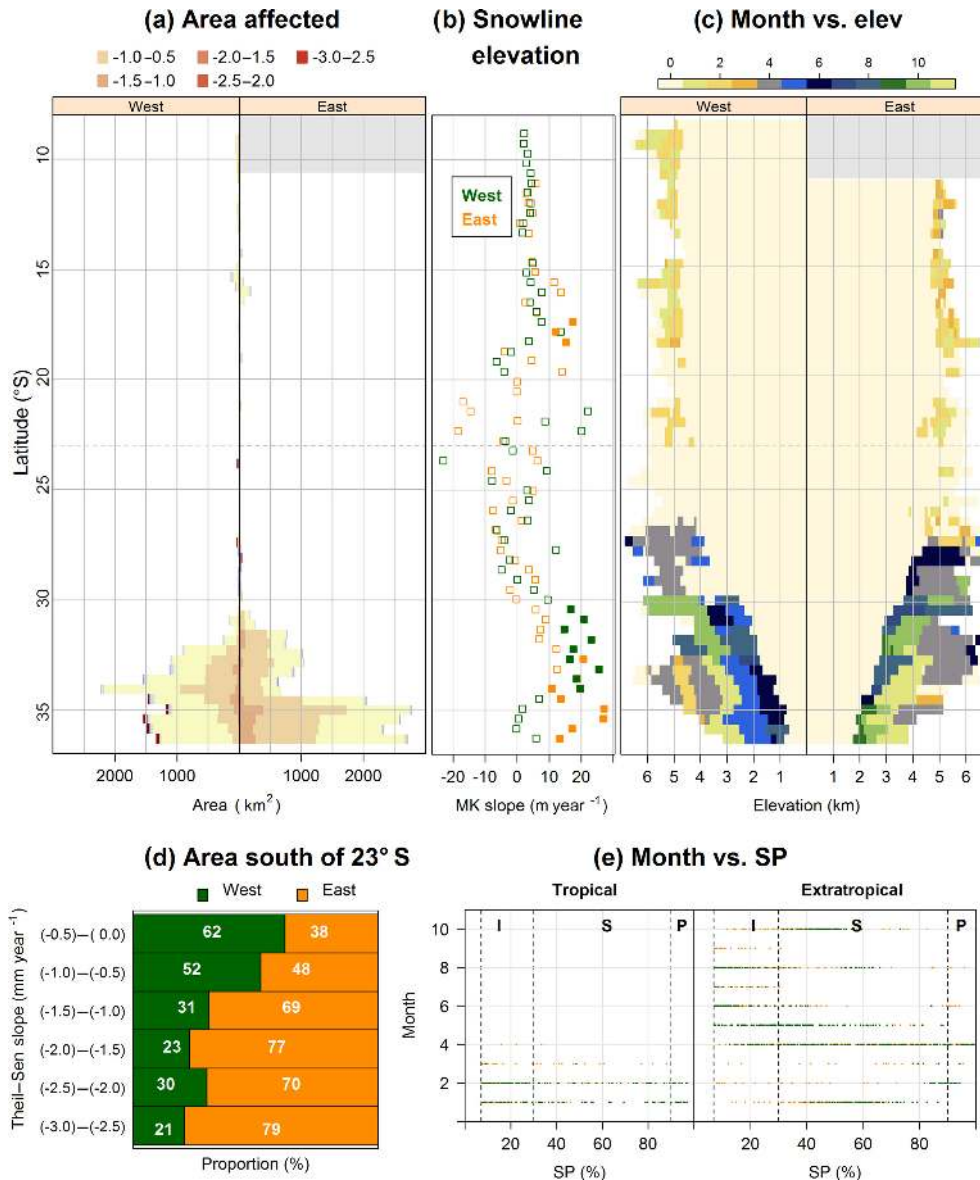 (a) Area affected
-1.0–0.5 -2.0–1.5 -3.0–2.5
-1.5–1.0 -2.5–2.0
West East
Latitude (°S)
10
15
20
25
30
35
2000 1000 0 1000 2000
Area ( km²)
(b) Snowline
elevation
West
East
-20 -10 0 10 20 30
MK slope (m year ⁻¹)
(c) Month vs. elev
0 2 4 6 8 10
West East
6 5 4 3 2 1 1 2 3 4 5 6
Elevation (km)
(d) Area south of 23° S
West East
Theil–Sen slope (mm year ⁻¹)
(-0.5)–( 0.0) 62 38
(-1.0)–(-0.5) 52 48
(-1.5)–(-1.0) 31 69
(-2.0)–(-1.5) 23 77
(-2.5)–(-2.0) 30 70
(-3.0)–(-2.5) 21 79
Proportion (%)
(e) Month vs. SP
Tropical Extratropical
I S P I S P
Month
10
8
6
4
2
20 40 60 80 20 40 60 80
SP (%) SP (%)